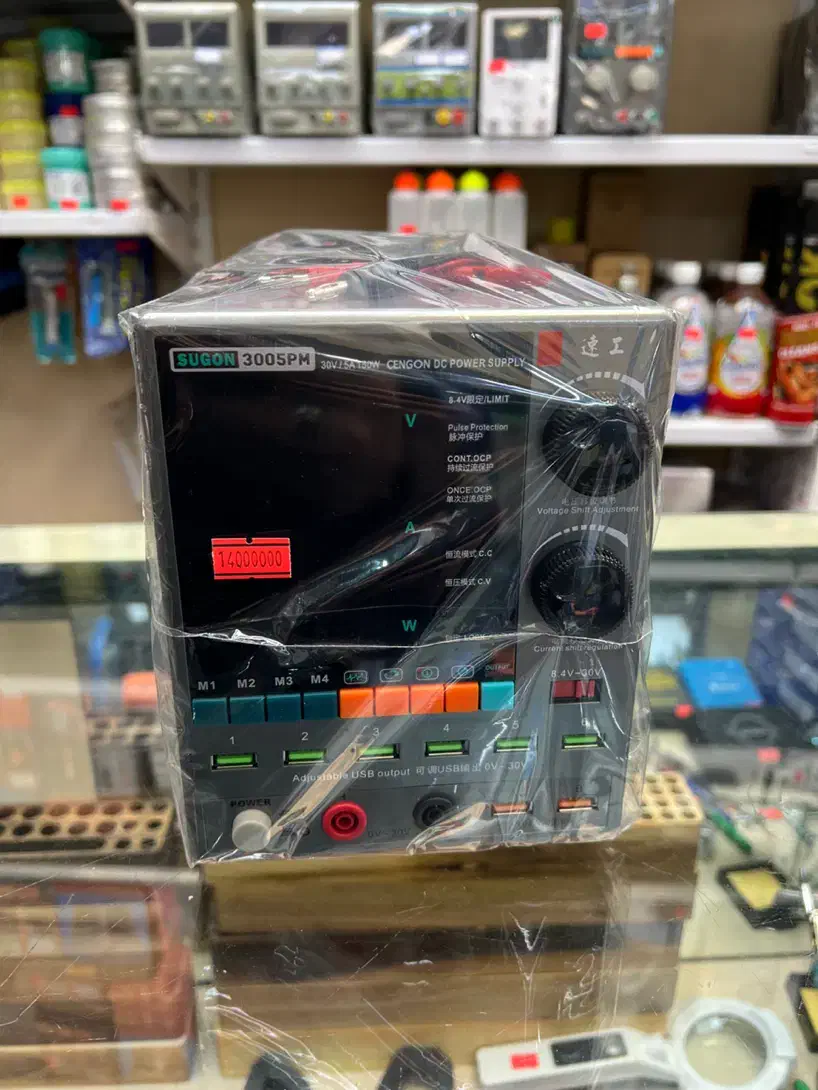 SUGON 3005PM 30V/5A 150W CENGON DC POWER SUPPLY 速工
8.4V限定/LIMIT
V
Pulse Protection
脉冲保护
CONT.OCP
持续过流保护
ONCE.OCP
单次过流保护
Voltage Shift Adjustment
A
14000000
恒流模式 C.C
恒压模式 C.V
W
Current shift regulation
M1 M2 M3 M4 OUTPUT 8.4V~30V
1 2 3 4 5
Adjustable USB output 可调USB输出 0V~30V
POWER
0V~30V